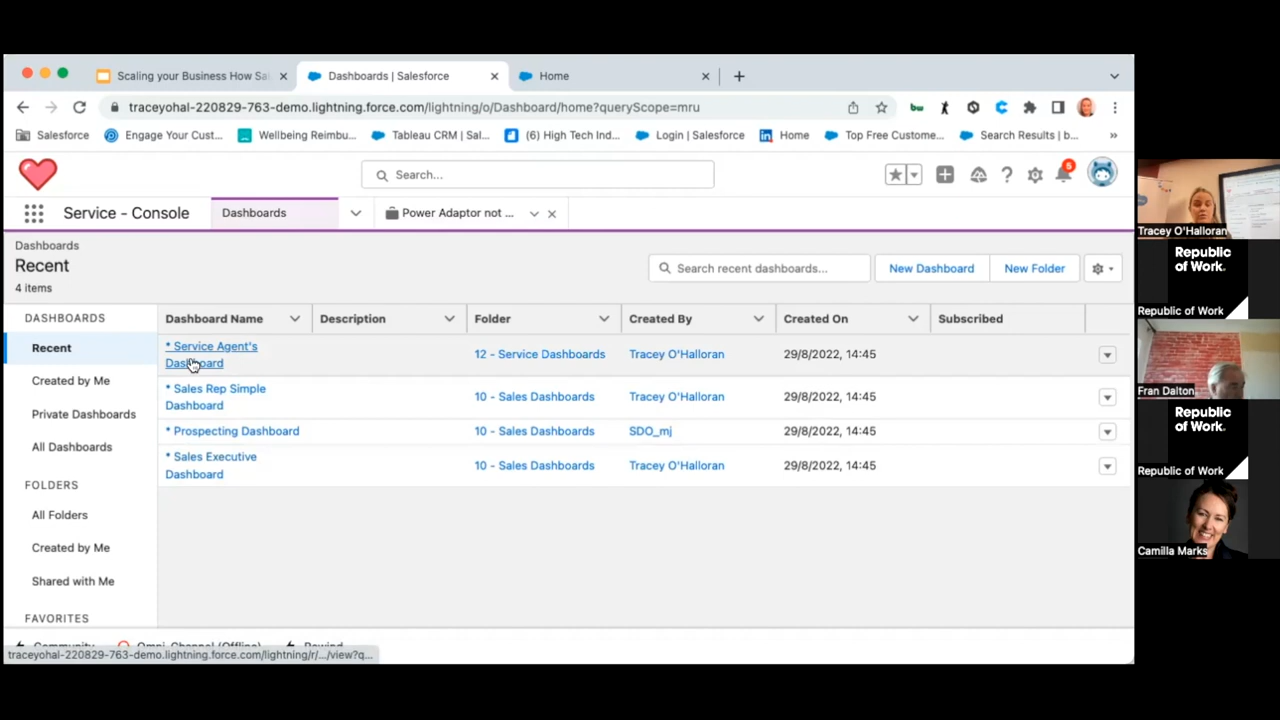 Scaling your Business How Sal
Dashboards | Salesforce
Home
traceyohal-220829-763-demo.lightning.force.com/lightning/o/Dashboard/home?queryScope=mru
Salesforce
Engage Your Cust...
Wellbeing Reimbu...
Tableau CRM | Sal...
(6) High Tech Ind...
Login | Salesforce
Home
Top Free Custome...
Search Results | b...
»
Search...
5
Service - Console
Dashboards
Power Adaptor not ...
Dashboards
Recent
4 items
Search recent dashboards...
New Dashboard
New Folder
DASHBOARDS
Recent
Created by Me
Private Dashboards
All Dashboards
FOLDERS
All Folders
Created by Me
Shared with Me
FAVORITES
Dashboard Name
Description
Folder
Created By
Created On
Subscribed
* Service Agent's
Dashboard
12 - Service Dashboards
Tracey O'Halloran
29/8/2022, 14:45
* Sales Rep Simple
Dashboard
10 - Sales Dashboards
Tracey O'Halloran
29/8/2022, 14:45
* Prospecting Dashboard
10 - Sales Dashboards
SDO_mj
29/8/2022, 14:45
* Sales Executive
Dashboard
10 - Sales Dashboards
Tracey O'Halloran
29/8/2022, 14:45
Community
Omni-Channel (Offline)
Rewind
traceyohal-220829-763-demo.lightning.force.com/lightning/r/.../view?q...
Tracey O'Halloran
Republic
of Work.
Republic of Work
Fran Dalton
Republic
of Work.
Republic of Work
Camilla Marks